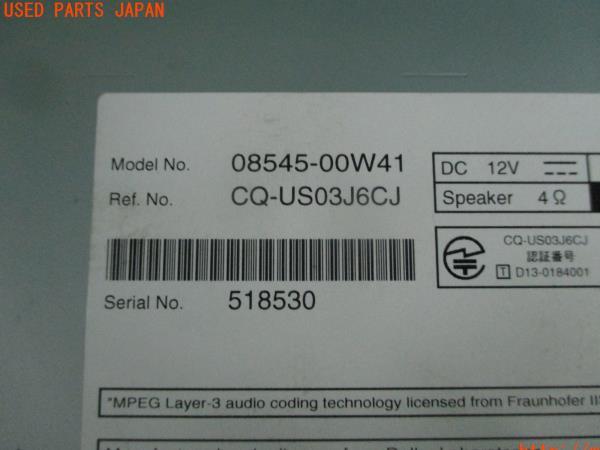 USED PARTS JAPAN
Model No. 08545-00W41
Ref. No. CQ-US03J6CJ
DC 12V
Speaker 4Ω
CQ-US03J6CJ
認証番号
T D13-0184001
Serial No. 518530
"MPEG Layer-3 audio coding technology licensed from Fraunhofer IIS